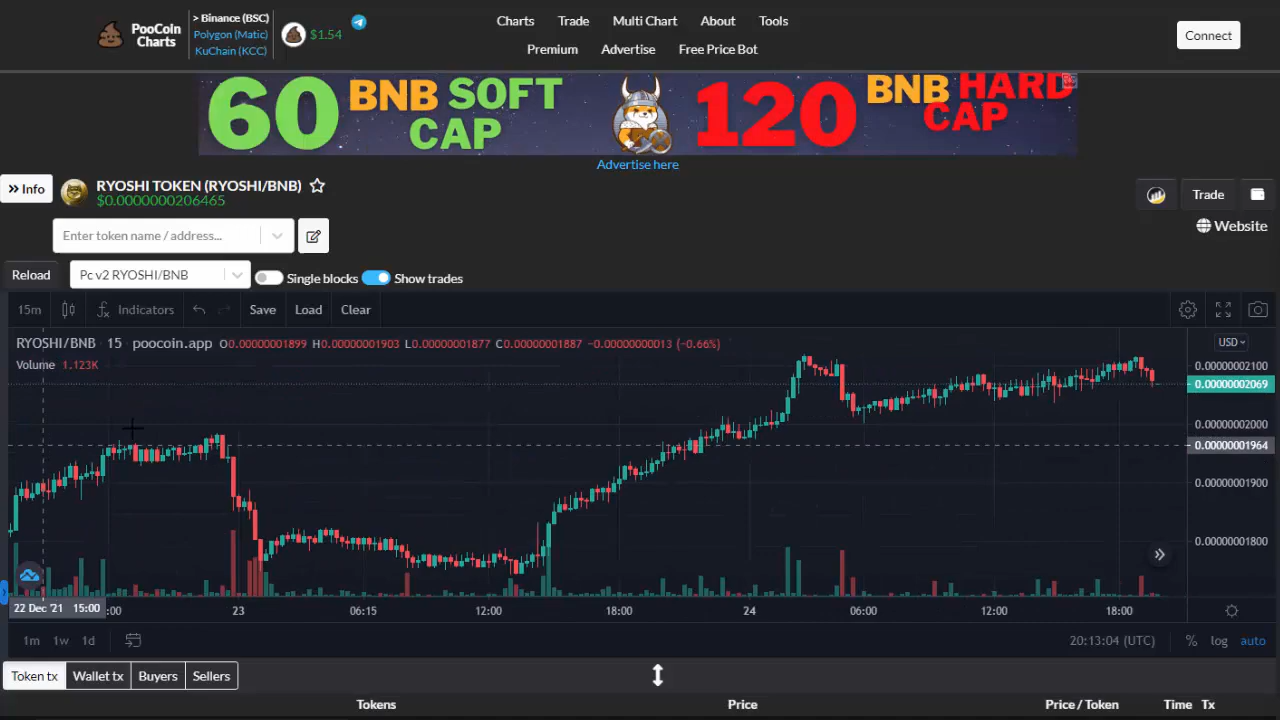 PooCoin Charts
> Binance (BSC)
Polygon (Matic)
KuChain (KCC)
$1.54
Charts Trade Multi Chart About Tools
Premium Advertise Free Price Bot
Connect
60 BNB SOFT CAP
120 BNB HARD CAP
Advertise here
Info
RYOSHI TOKEN (RYOSHI/BNB)
$0.0000000206465
Trade
Website
Enter token name / address...
Reload
Pc v2 RYOSHI/BNB
Single blocks
Show trades
15m Indicators Save Load Clear
RYOSHI/BNB 15 poocoin.app O0.00000001899 H0.00000001903 L0.00000001877 C0.00000001887 −0.00000000013 (−0.66%)
USD
Volume 1.123K
0.00000002100
0.00000002069
0.00000002000
0.00000001964
0.00000001900
0.00000001800
22 Dec '21 15:00 :00 23 06:15 12:00 18:00 24 06:00 12:00 18:00
1m 1w 1d
20:13:04 (UTC) % log auto
Token tx Wallet tx Buyers Sellers
Tokens Price Price / Token Time Tx